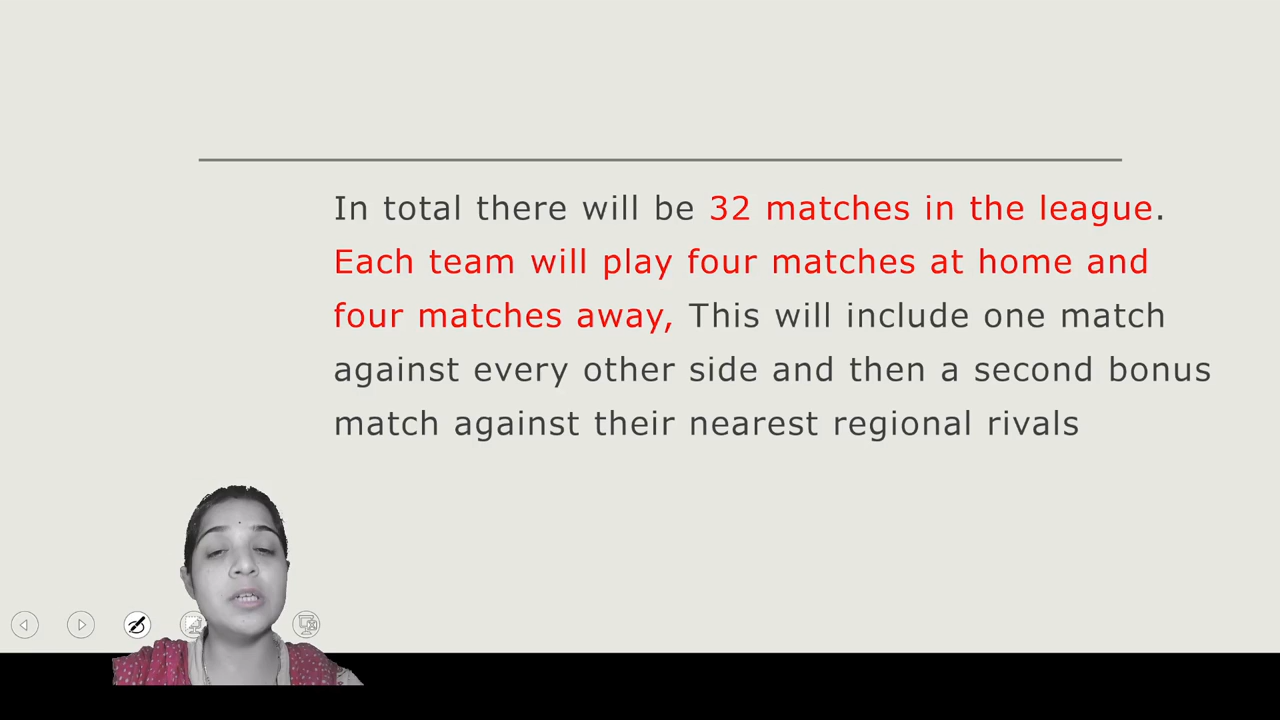 In total there will be 32 matches in the league.
Each team will play four matches at home and
four matches away, This will include one match
against every other side and then a second bonus
match against their nearest regional rivals